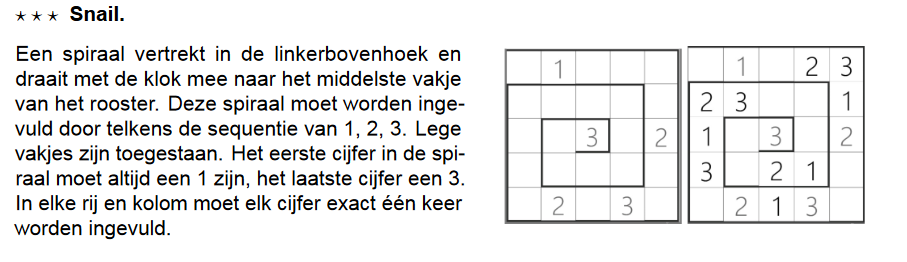 ⋆ ⋆ ⋆ Snail.
Een spiraal vertrekt in de linkerbovenhoek en
draait met de klok mee naar het middelste vakje
van het rooster. Deze spiraal moet worden inge-
vuld door telkens de sequentie van 1, 2, 3. Lege
vakjes zijn toegestaan. Het eerste cijfer in de spi-
raal moet altijd een 1 zijn, het laatste cijfer een 3.
In elke rij en kolom moet elk cijfer exact één keer
worden ingevuld.
1
3 2
2 3
1 2 3
2 3 1
1 3 2
3 2 1
2 1 3